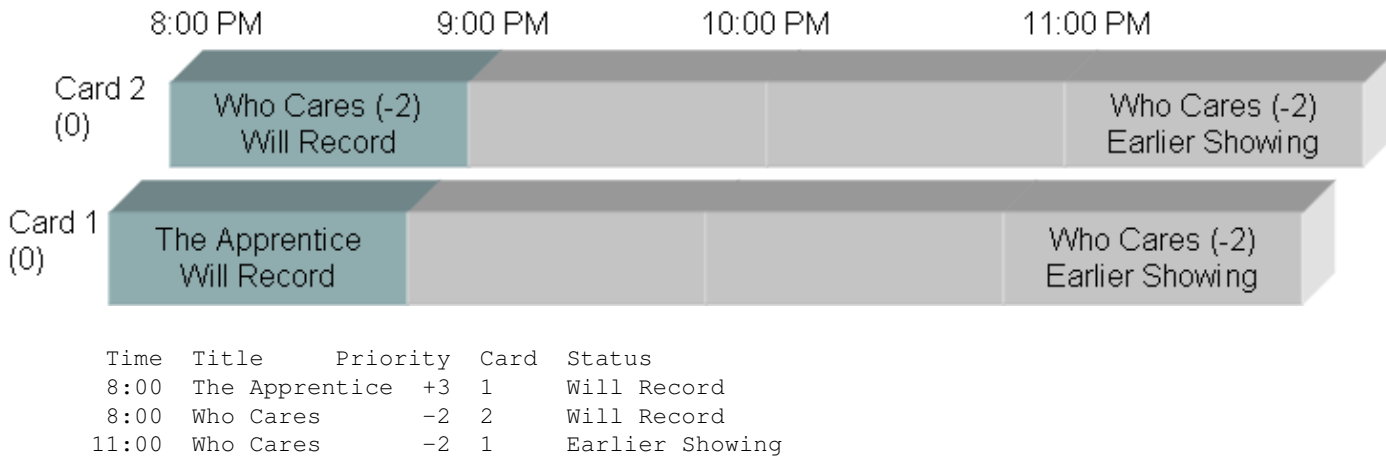 8:00 PM 9:00 PM 10:00 PM 11:00 PM
Card 2
(0)
Who Cares (-2)
Will Record
Who Cares (-2)
Earlier Showing
Card 1
(0)
The Apprentice
Will Record
Who Cares (-2)
Earlier Showing
Time Title Priority Card Status
8:00 The Apprentice +3 1 Will Record
8:00 Who Cares −2 2 Will Record
11:00 Who Cares −2 1 Earlier Showing